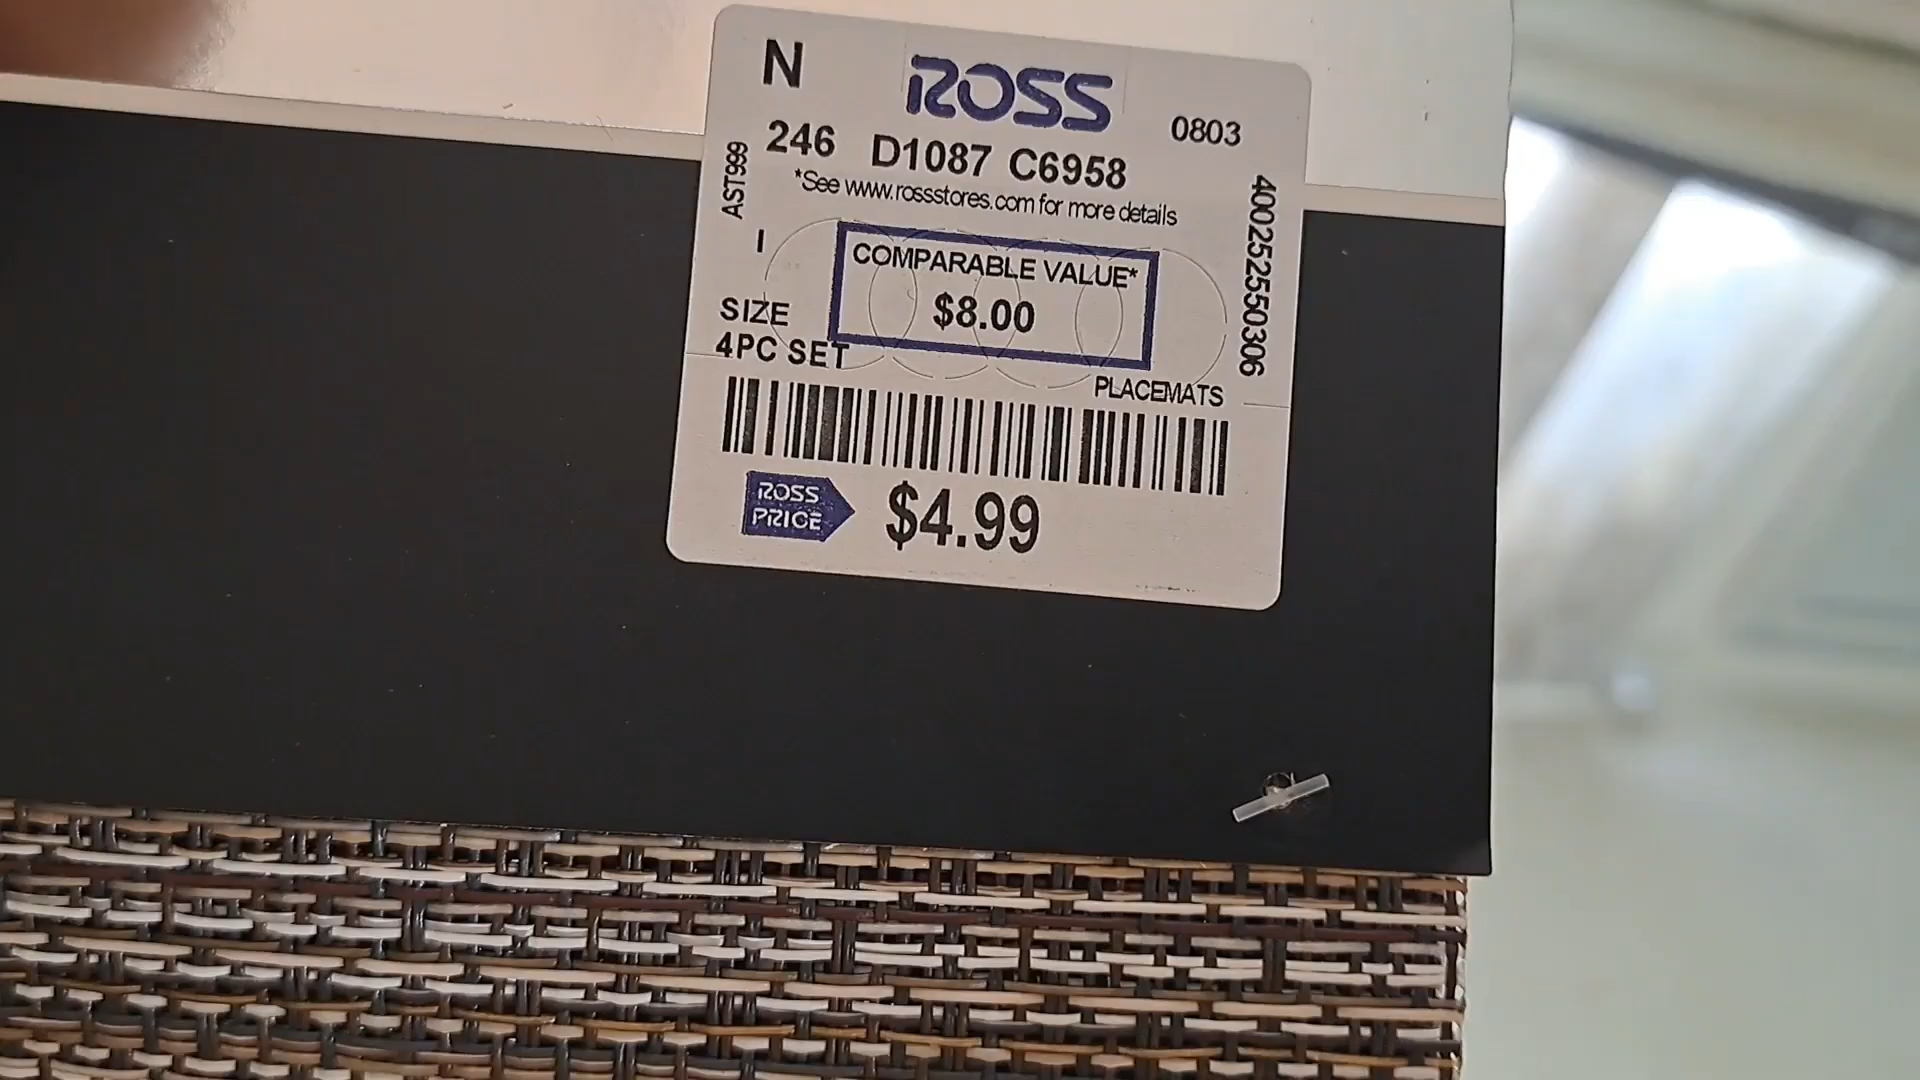 N
ROSS
0803
246 D1087 C6958
*See www.rossstores.com for more details
AST999
400252550306
I
COMPARABLE VALUE*
$8.00
SIZE
4PC SET
PLACEMATS
ROSS
PRICE
$4.99